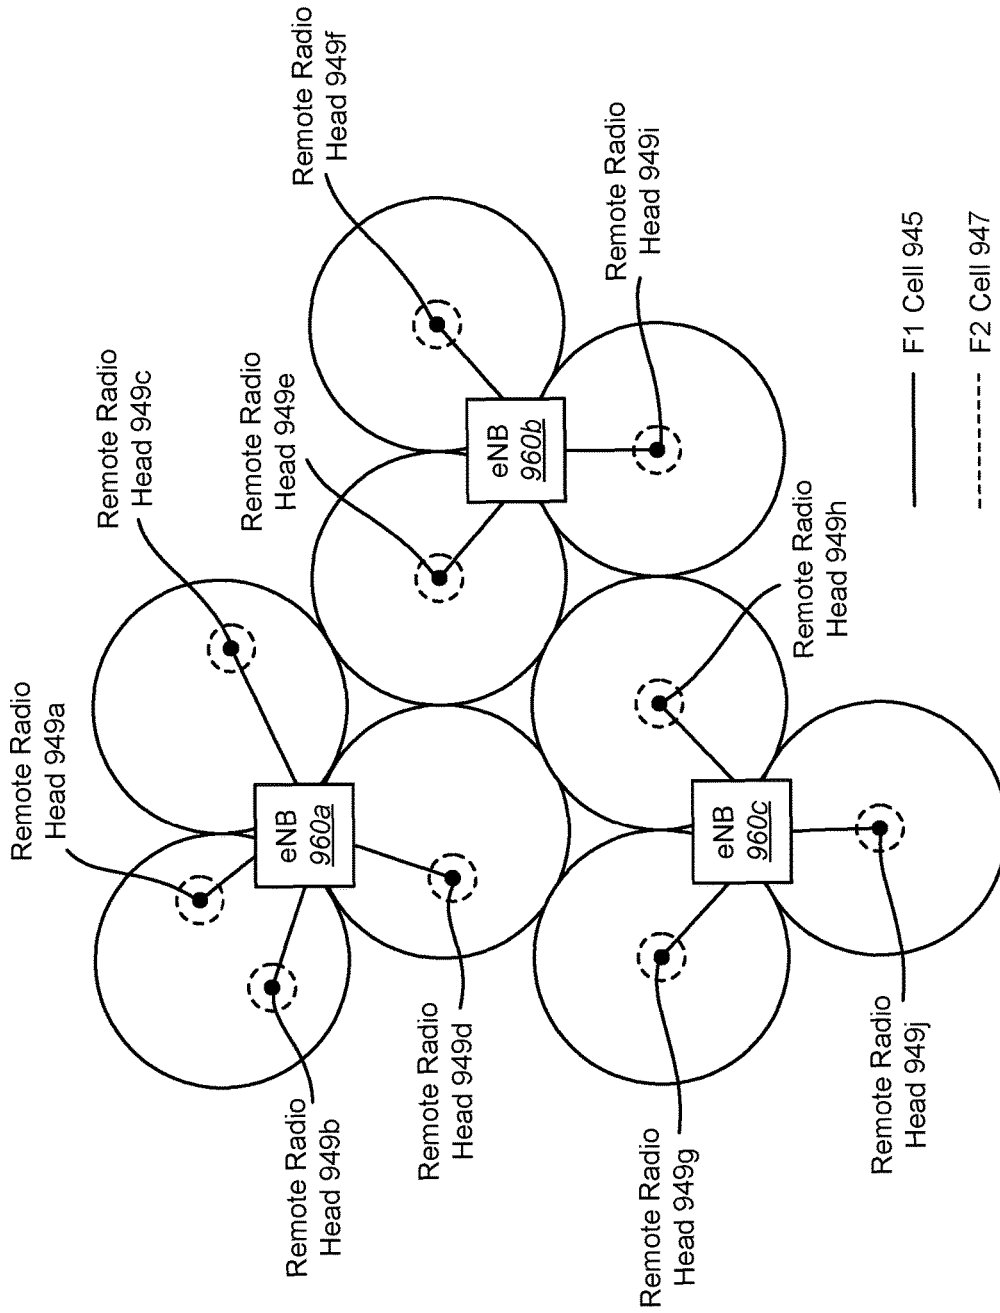 Remote Radio
Head 949a
Remote Radio
Head 949c
Remote Radio
Head 949f
Remote Radio
Head 949b
eNB
960a
Remote Radio
Head 949e
Remote Radio
Head 949d
eNB
960b
Remote Radio
Head 949i
Remote Radio
Head 949g
eNB
960c
Remote Radio
Head 949h
Remote Radio
Head 949j
F1 Cell 945
F2 Cell 947